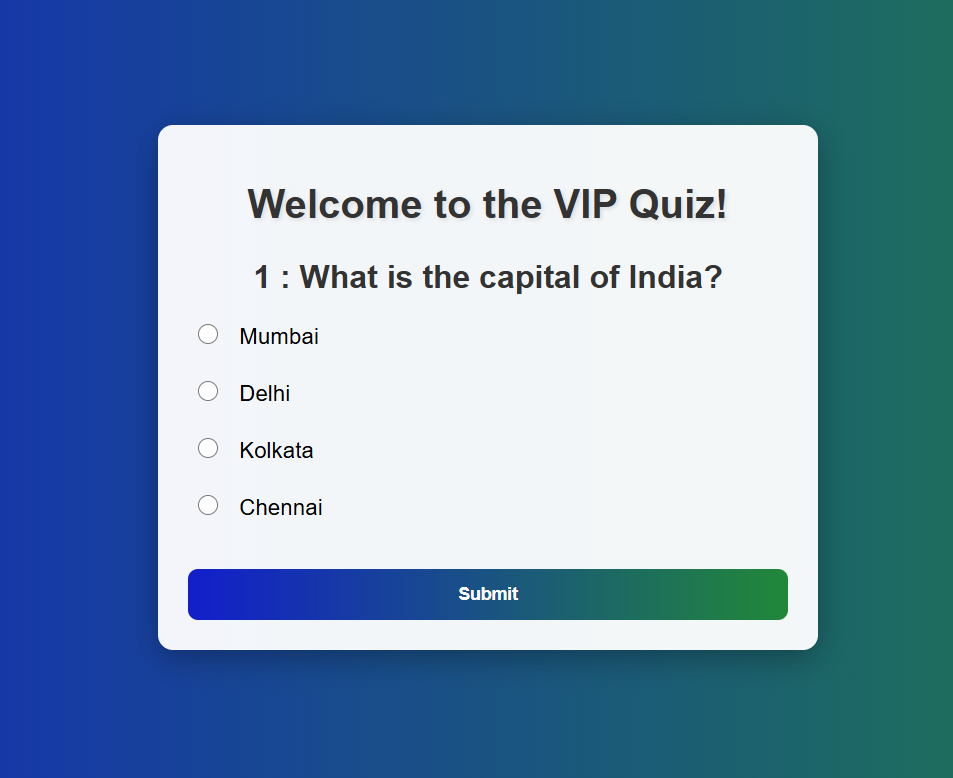 Welcome to the VIP Quiz!
1 : What is the capital of India?
Mumbai
Delhi
Kolkata
Chennai
Submit